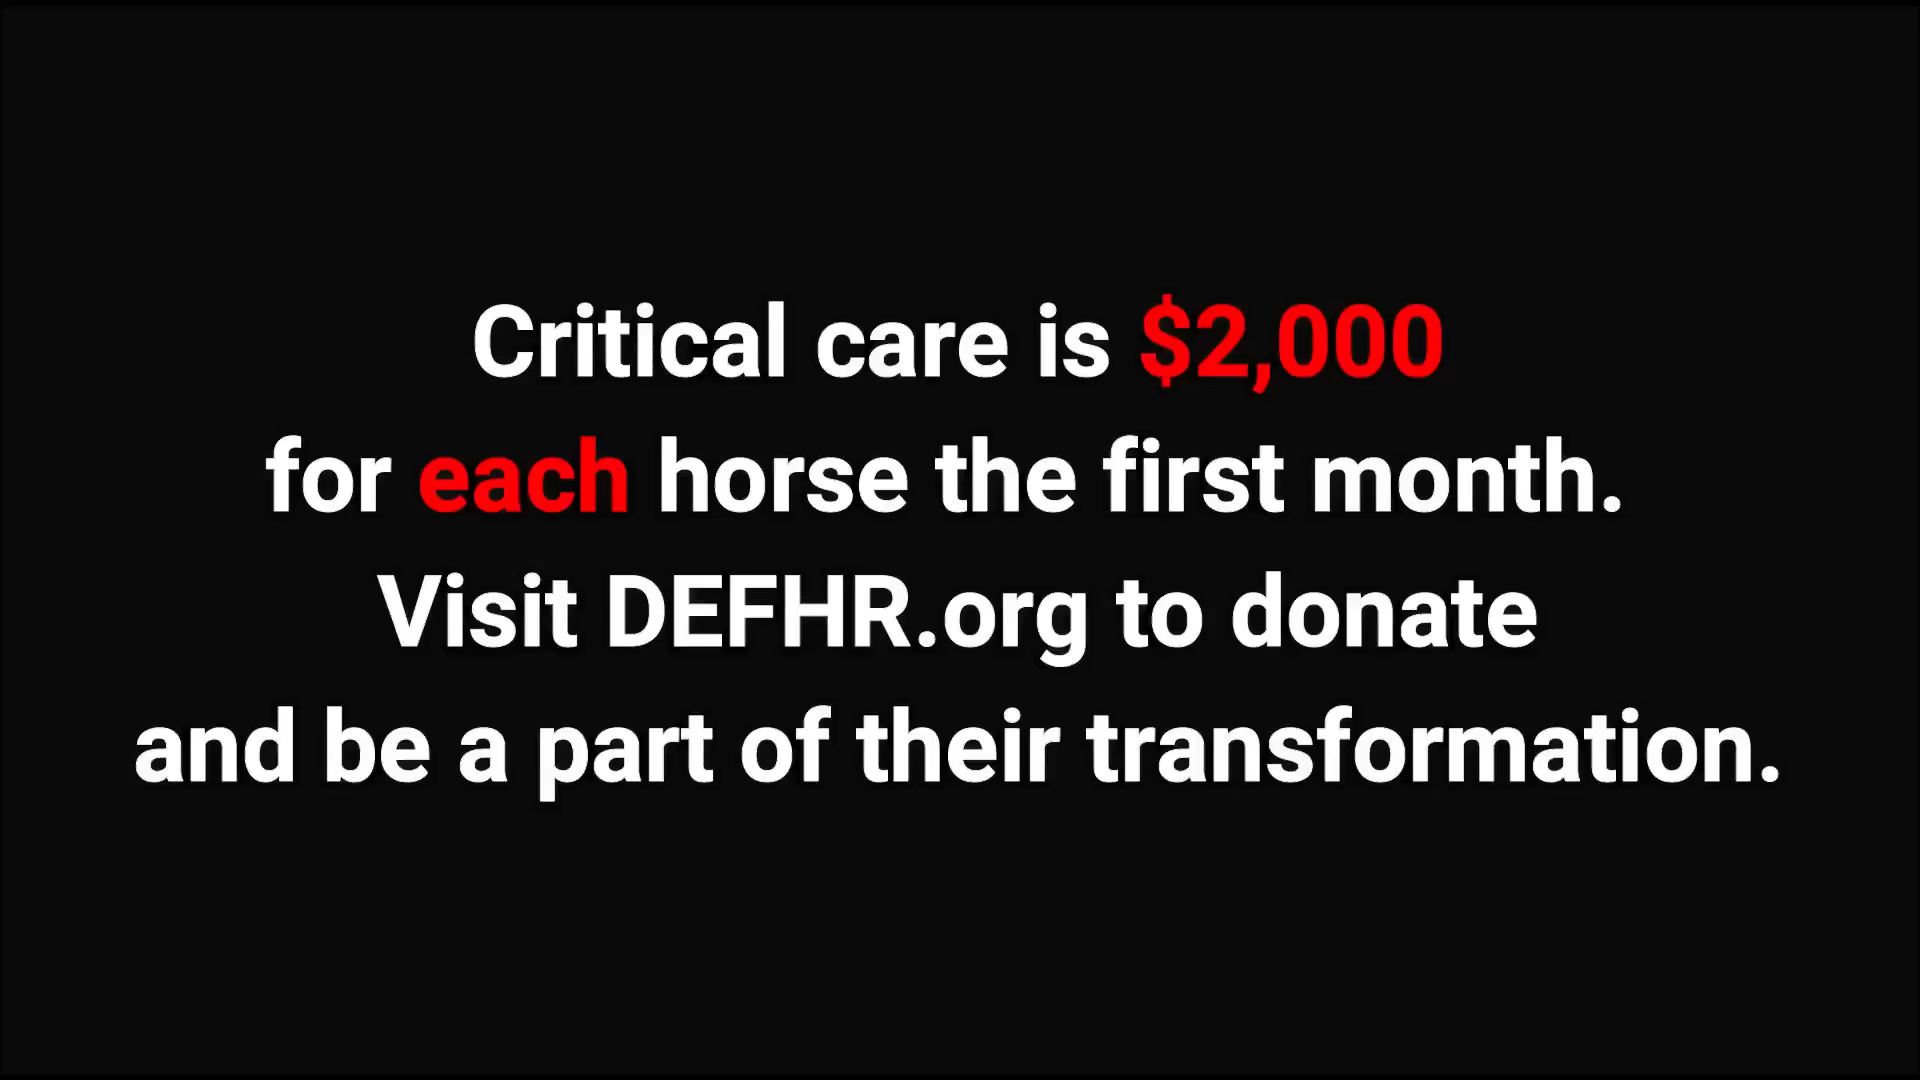 Critical care is $2,000
for each horse the first month.
Visit DEFHR.org to donate
and be a part of their transformation.